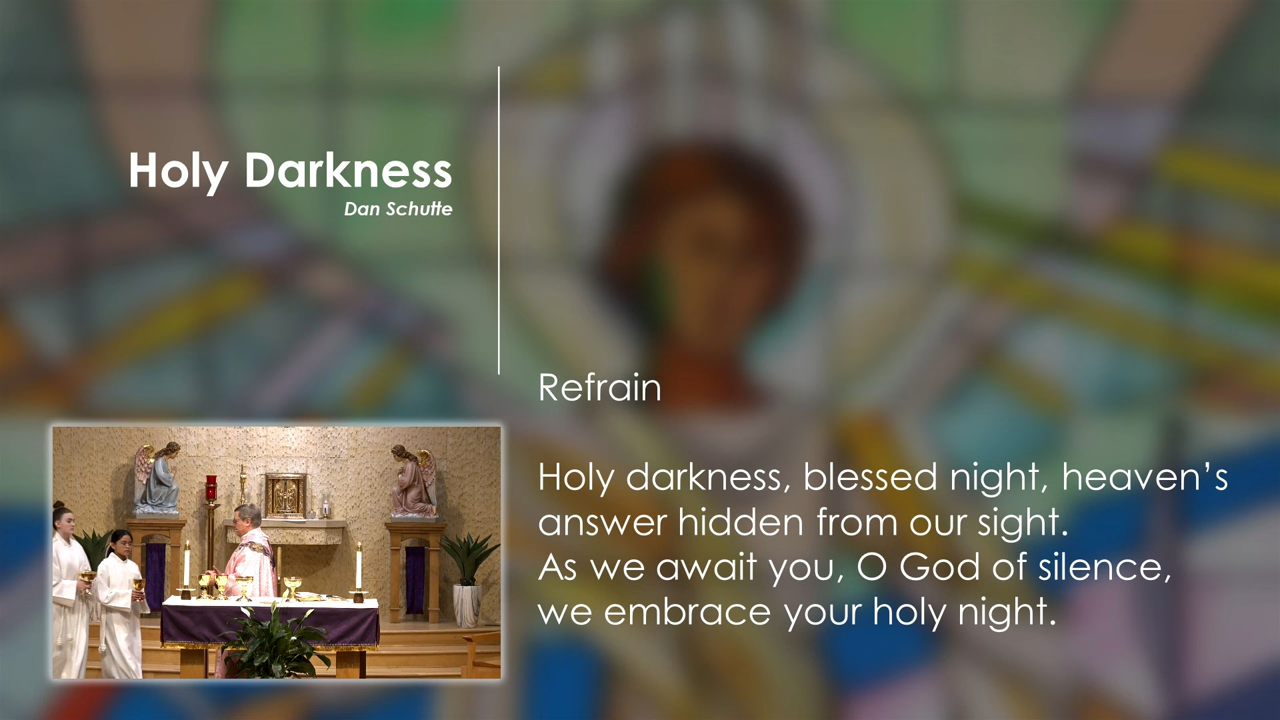 Holy Darkness
Dan Schutte
Refrain
Holy darkness, blessed night, heaven’s
answer hidden from our sight.
As we await you, O God of silence,
we embrace your holy night.